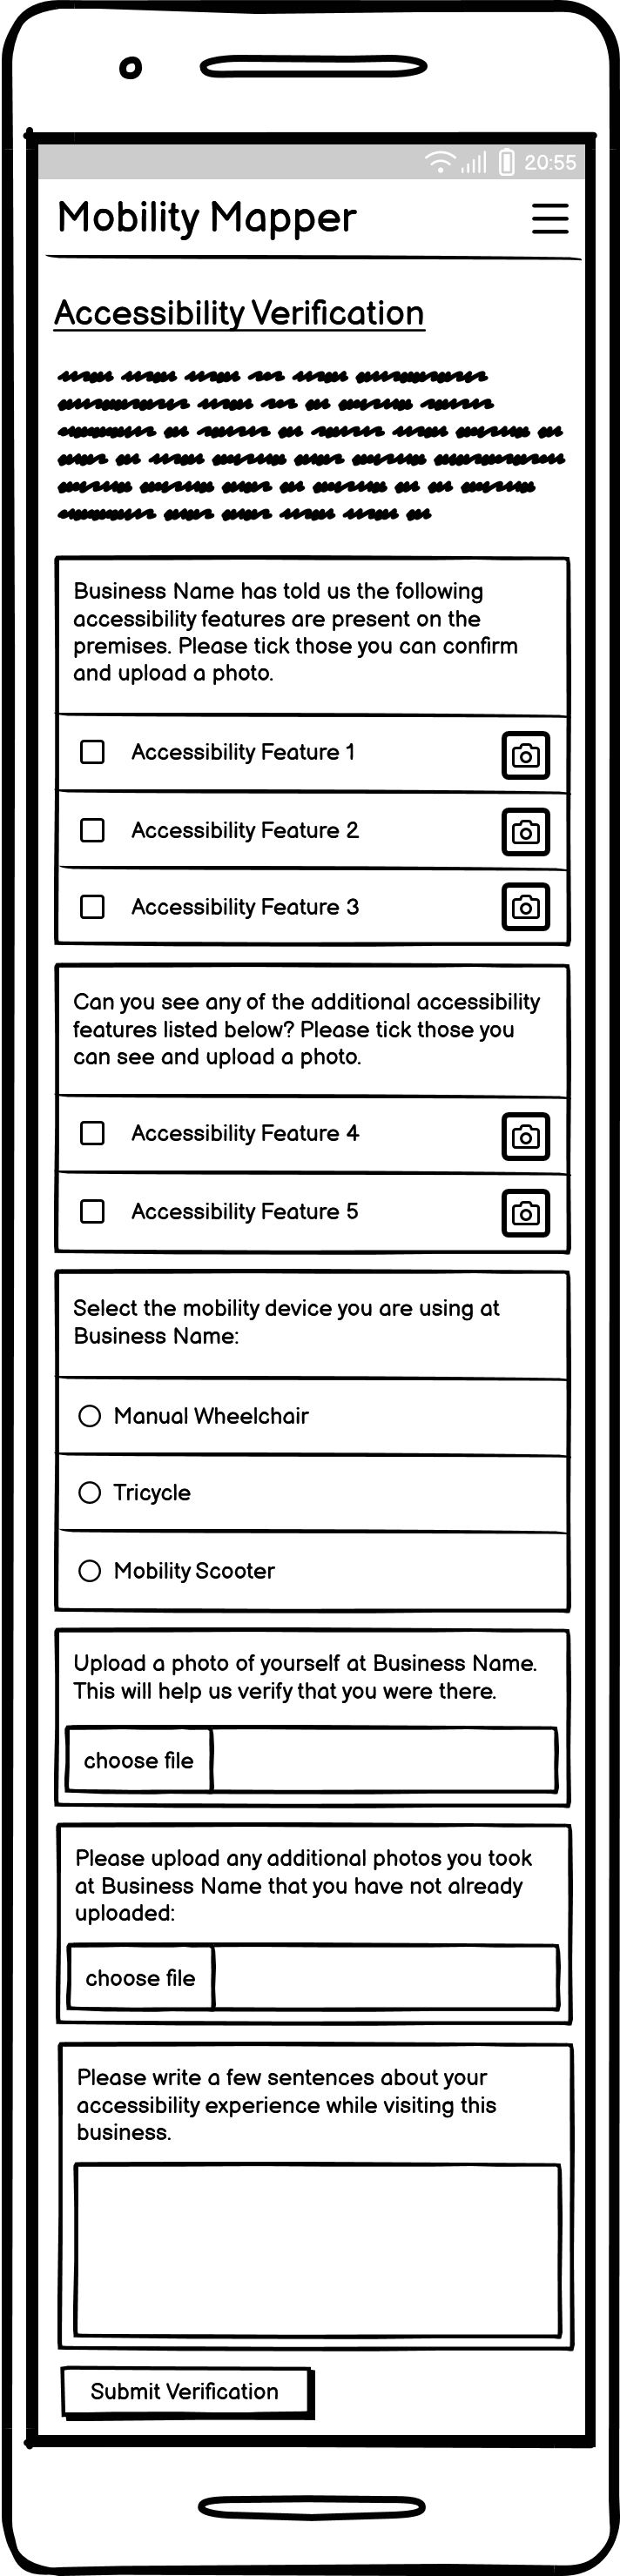 20:55
Mobility Mapper
Accessibility Verification
Business Name has told us the following
accessibility features are present on the
premises. Please tick those you can confirm
and upload a photo.
Accessibility Feature 1
Accessibility Feature 2
Accessibility Feature 3
Can you see any of the additional accessibility
features listed below? Please tick those you
can see and upload a photo.
Accessibility Feature 4
Accessibility Feature 5
Select the mobility device you are using at
Business Name:
Manual Wheelchair
Tricycle
Mobility Scooter
Upload a photo of yourself at Business Name.
This will help us verify that you were there.
choose file
Please upload any additional photos you took
at Business Name that you have not already
uploaded:
choose file
Please write a few sentences about your
accessibility experience while visiting this
business.
Submit Verification